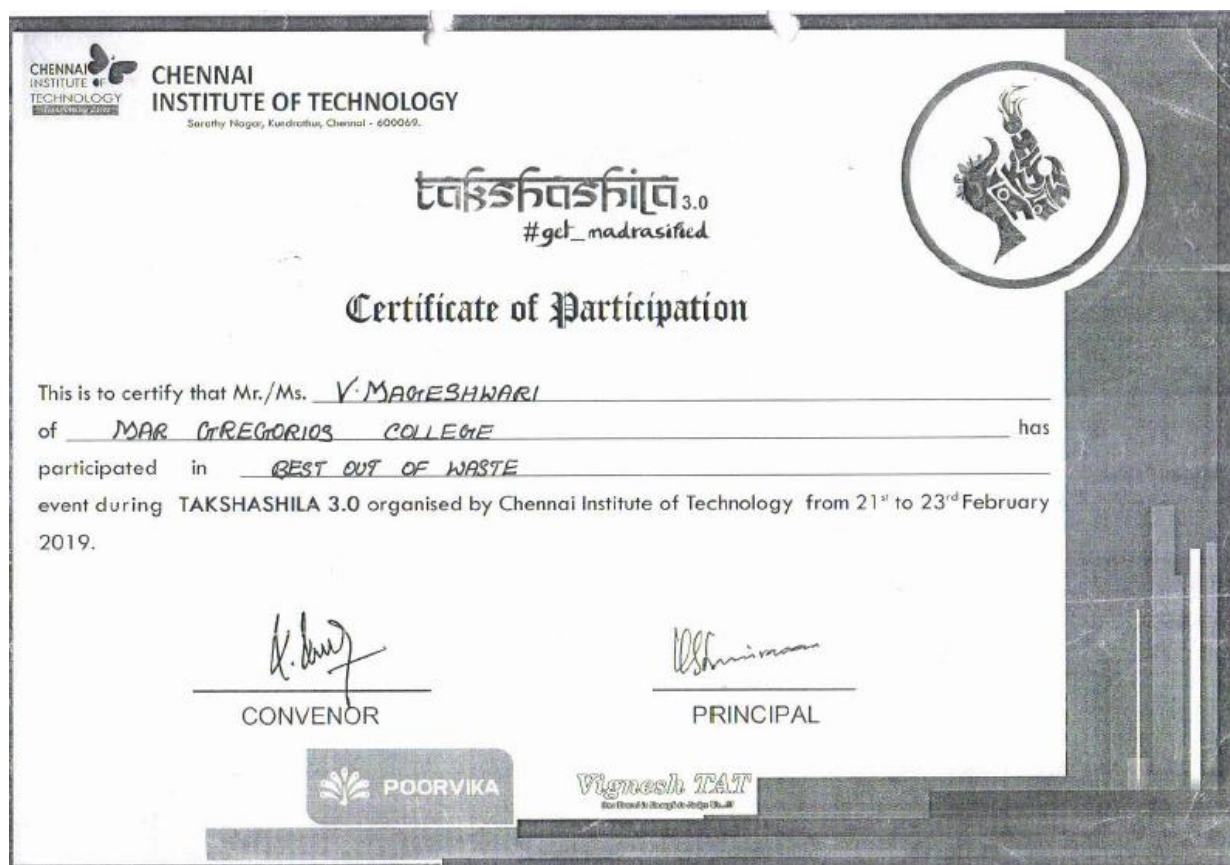 CHENNAI
INSTITUTE OF
TECHNOLOGY
CHENNAI
INSTITUTE OF TECHNOLOGY
Sarathy Nagar, Kundrathur, Chennai - 600069.
takshashila 3.0
#get_madrasified
Certificate of Participation
This is to certify that Mr./Ms. V. MAGESHWARI
of MAR GREGORIOS COLLEGE has
participated in BEST OUT OF WASTE
event during TAKSHASHILA 3.0 organised by Chennai Institute of Technology from 21st to 23rd February
2019.
CONVENOR PRINCIPAL
POORVIKA Vignesh TAT